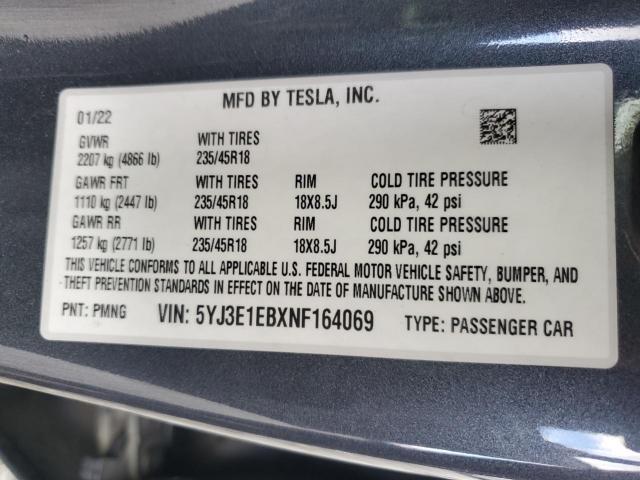 MFD BY TESLA, INC.
01/22
GVWR WITH TIRES
2207 kg (4866 lb) 235/45R18
GAWR FRT WITH TIRES RIM COLD TIRE PRESSURE
1110 kg (2447 lb) 235/45R18 18X8.5J 290 kPa, 42 psi
GAWR RR WITH TIRES RIM COLD TIRE PRESSURE
1257 kg (2771 lb) 235/45R18 18X8.5J 290 kPa, 42 psi
THIS VEHICLE CONFORMS TO ALL APPLICABLE U.S. FEDERAL MOTOR VEHICLE SAFETY, BUMPER, AND
THEFT PREVENTION STANDARDS IN EFFECT ON THE DATE OF MANUFACTURE SHOWN ABOVE.
PNT: PMNG VIN: 5YJ3E1EBXNF164069 TYPE: PASSENGER CAR